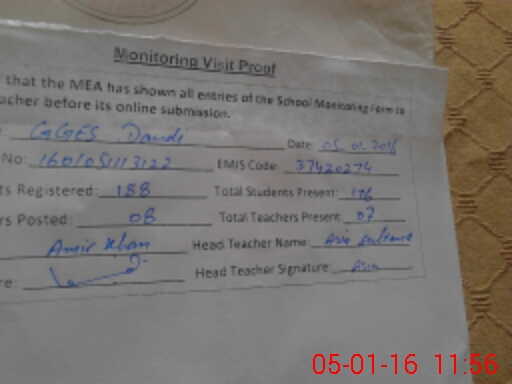 Monitoring Visit Proof
that the MEA has shown all entries of the School Monitoring Form to
acher before its online submission.
e: GGES Daudi Date: 05.01.2016
No: 160105113122 EMIS Code: 37420274
ts Registered: 188 Total Students Present: 176
rs Posted: 08 Total Teachers Present: 07
Amir Khan Head Teacher Name: Asia
re: Head Teacher Signature: Asia
05-01-16 11:56